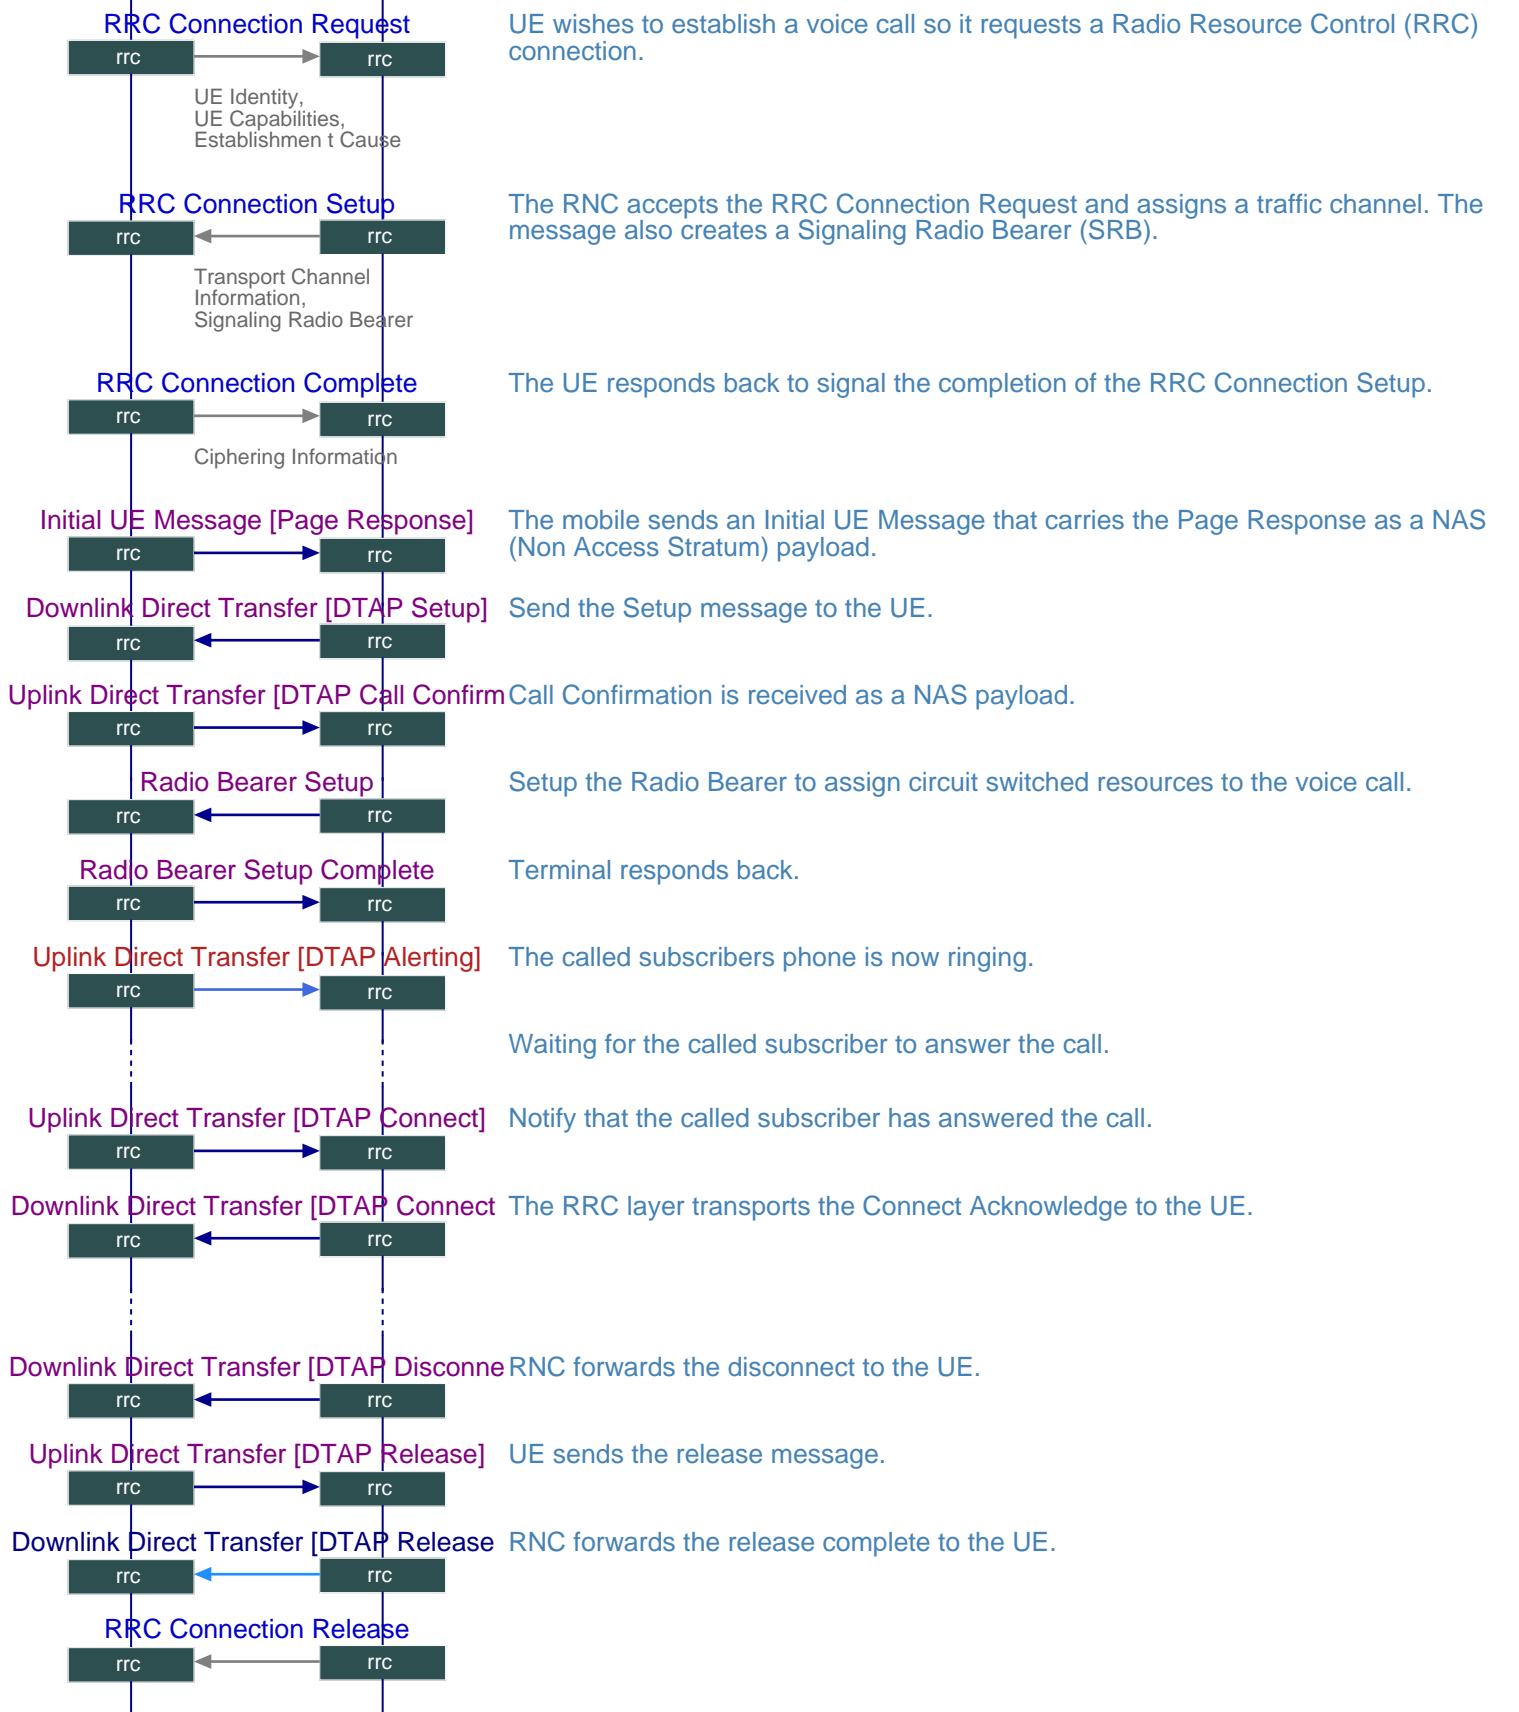 RRC Connection Request
UE wishes to establish a voice call so it requests a Radio Resource Control (RRC)
connection.
rrc
rrc
UE Identity,
UE Capabilities,
Establishmen t Cause
RRC Connection Setup
The RNC accepts the RRC Connection Request and assigns a traffic channel. The
message also creates a Signaling Radio Bearer (SRB).
rrc
rrc
Transport Channel
Information,
Signaling Radio Bearer
RRC Connection Complete
The UE responds back to signal the completion of the RRC Connection Setup.
rrc
rrc
Ciphering Information
Initial UE Message [Page Response]
The mobile sends an Initial UE Message that carries the Page Response as a NAS
(Non Access Stratum) payload.
rrc
rrc
Downlink Direct Transfer [DTAP Setup]
Send the Setup message to the UE.
rrc
rrc
Uplink Direct Transfer [DTAP Call Confirm
Call Confirmation is received as a NAS payload.
rrc
rrc
Radio Bearer Setup
Setup the Radio Bearer to assign circuit switched resources to the voice call.
rrc
rrc
Radio Bearer Setup Complete
Terminal responds back.
rrc
rrc
Uplink Direct Transfer [DTAP Alerting]
The called subscribers phone is now ringing.
rrc
rrc
Waiting for the called subscriber to answer the call.
Uplink Direct Transfer [DTAP Connect]
Notify that the called subscriber has answered the call.
rrc
rrc
Downlink Direct Transfer [DTAP Connect
The RRC layer transports the Connect Acknowledge to the UE.
rrc
rrc
Downlink Direct Transfer [DTAP Disconne
RNC forwards the disconnect to the UE.
rrc
rrc
Uplink Direct Transfer [DTAP Release]
UE sends the release message.
rrc
rrc
Downlink Direct Transfer [DTAP Release
RNC forwards the release complete to the UE.
rrc
rrc
RRC Connection Release
rrc
rrc